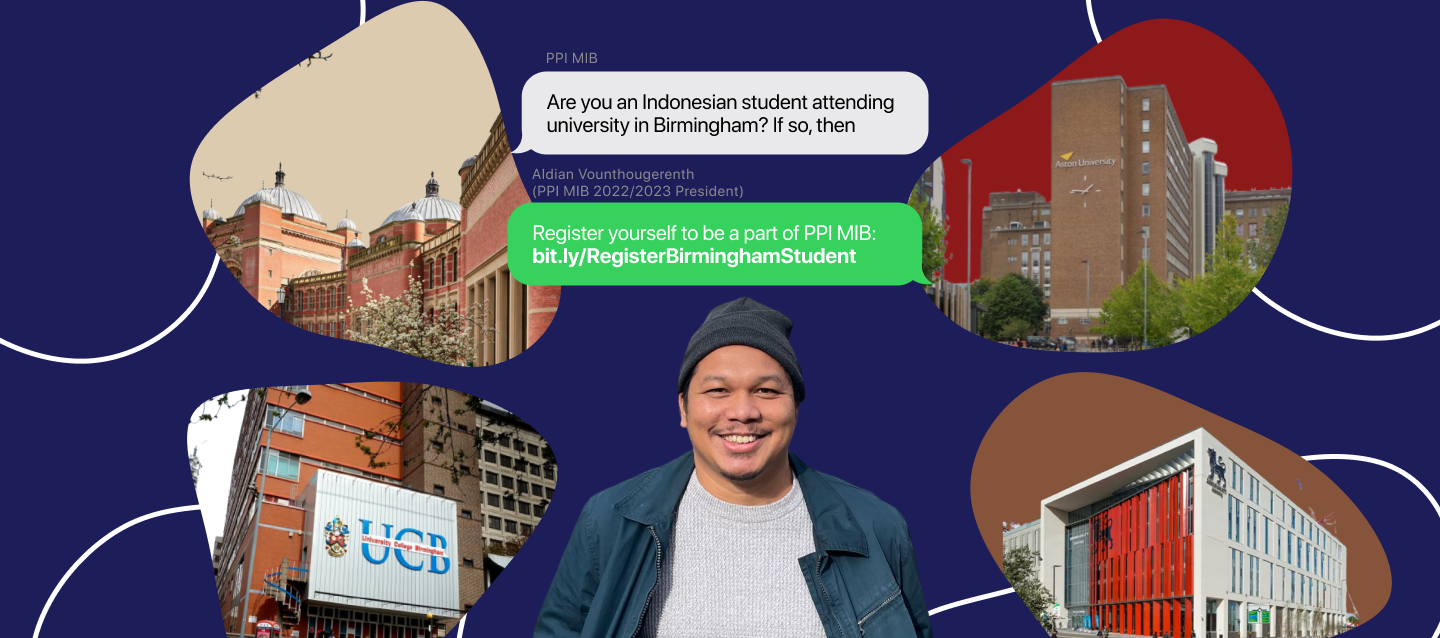 PPI MIB
Are you an Indonesian student attending
university in Birmingham? If so, then
Aldian Vounthougerenth
(PPI MIB 2022/2023 President)
Register yourself to be a part of PPI MIB:
bit.ly/RegisterBirminghamStudent
Aston University
UCB
University College Birmingham